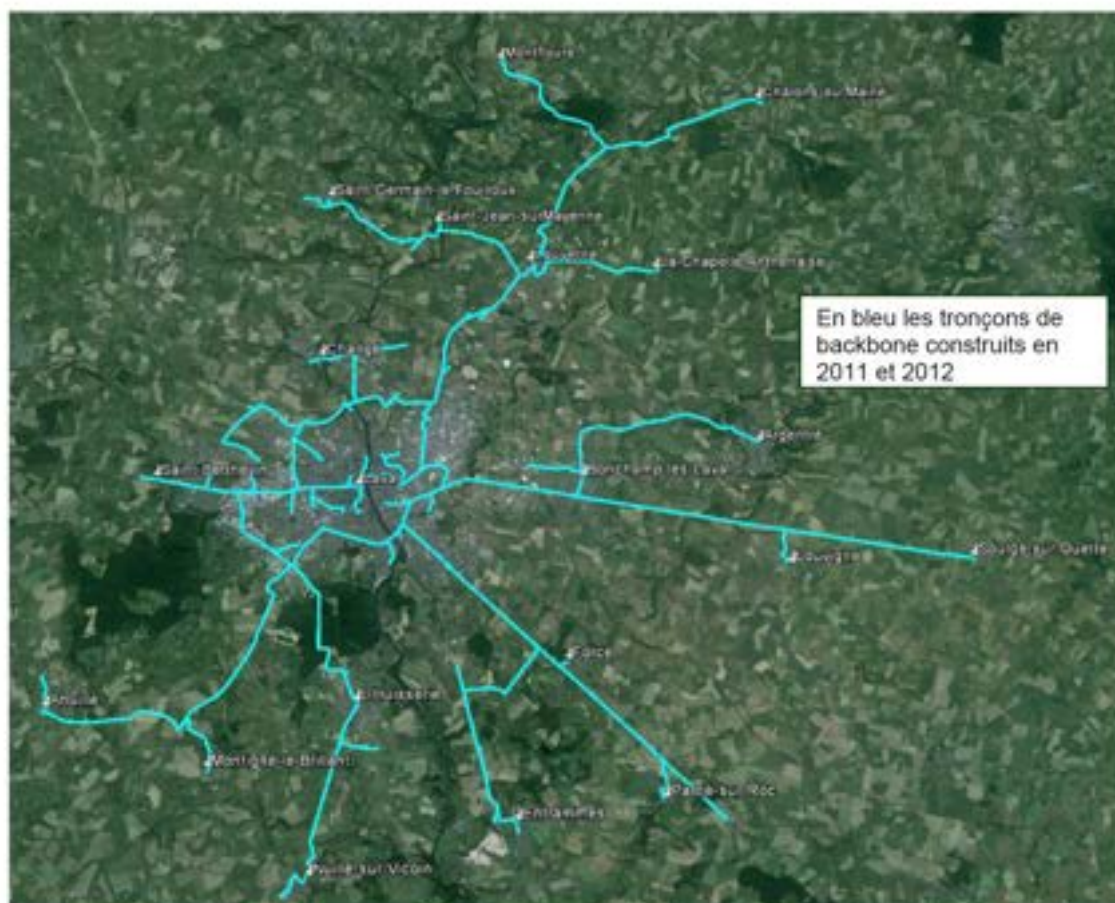 Montflours
Châlons-du-Maine
Saint-Germain-le-Fouilloux
Saint-Jean-sur-Mayenne
Louverné
La-Chapelle-Anthenaise
En bleu les tronçons de
backbone construits en
2011 et 2012
Changé
Argentré
Bonchamp-lès-Laval
Saint-Berthevin
Laval
Louvigné
Soulgé-sur-Ouette
Forcé
Ahuillé
L'Huisserie
Montigné-le-Brillant
Parné-sur-Roc
Entrammes
Nuillé-sur-Vicoin